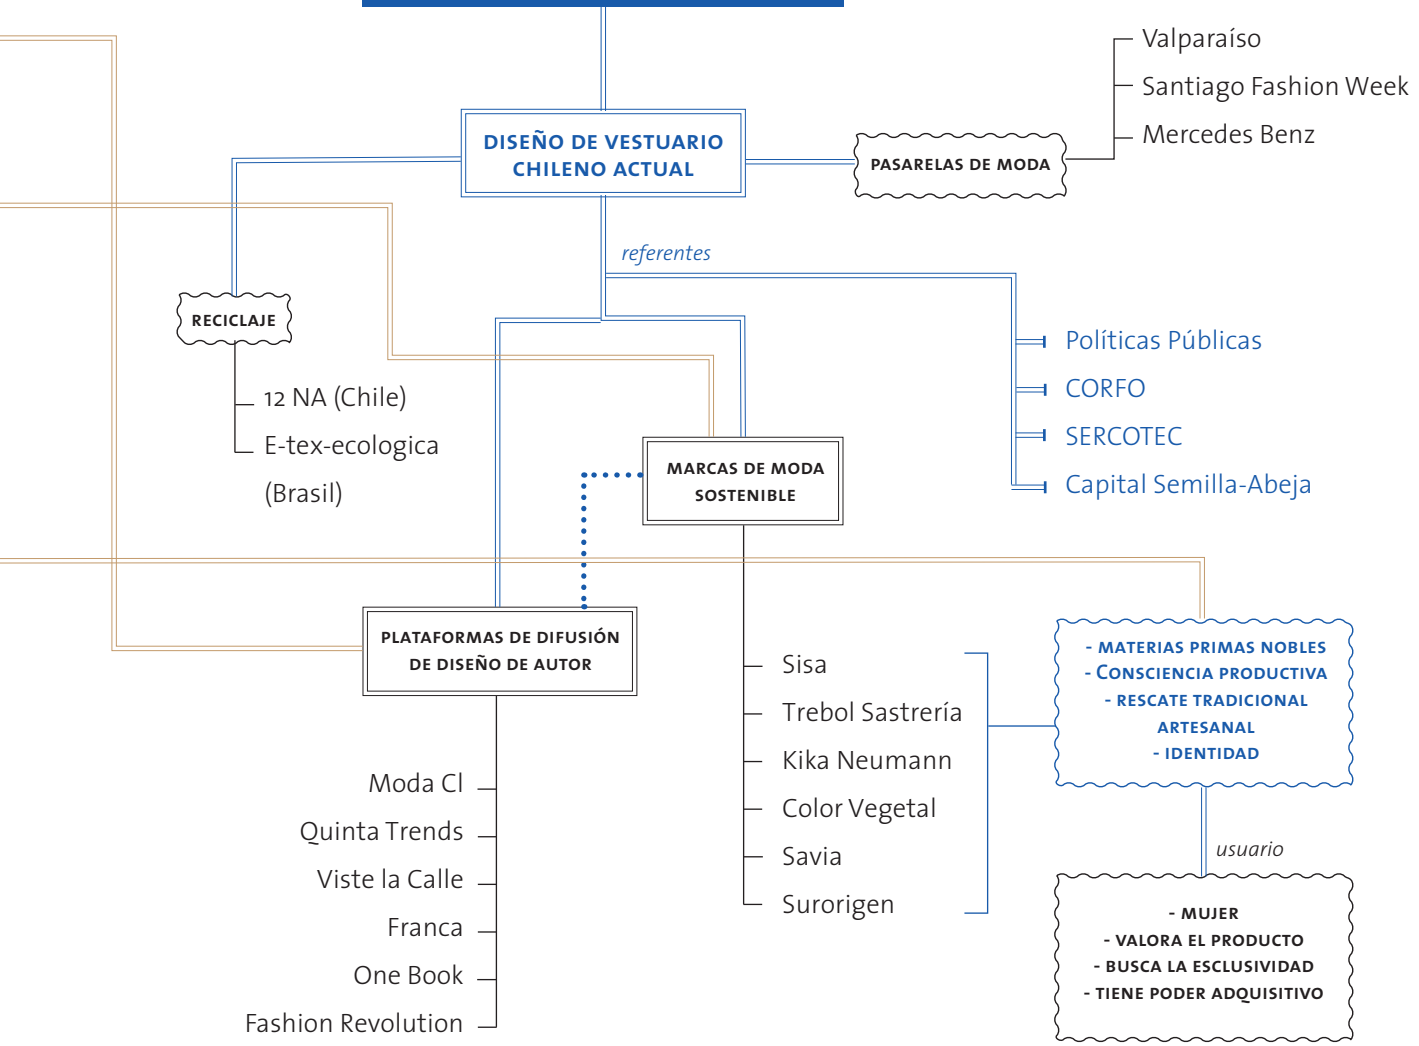 Valparaíso
Santiago Fashion Week
Mercedes Benz
DISEÑO DE VESTUARIO
CHILENO ACTUAL
PASARELAS DE MODA
referentes
RECICLAJE
12 NA (Chile)
E-tex-ecologica
(Brasil)
Políticas Públicas
CORFO
SERCOTEC
Capital Semilla-Abeja
MARCAS DE MODA
SOSTENIBLE
PLATAFORMAS DE DIFUSIÓN
DE DISEÑO DE AUTOR
Sisa
Trebol Sastrería
Kika Neumann
Color Vegetal
Savia
Surorigen
- MATERIAS PRIMAS NOBLES
- CONSCIENCIA PRODUCTIVA
- RESCATE TRADICIONAL
ARTESANAL
- IDENTIDAD
Moda Cl
Quinta Trends
Viste la Calle
Franca
One Book
Fashion Revolution
usuario
- MUJER
- VALORA EL PRODUCTO
- BUSCA LA ESCLUSIVIDAD
- TIENE PODER ADQUISITIVO